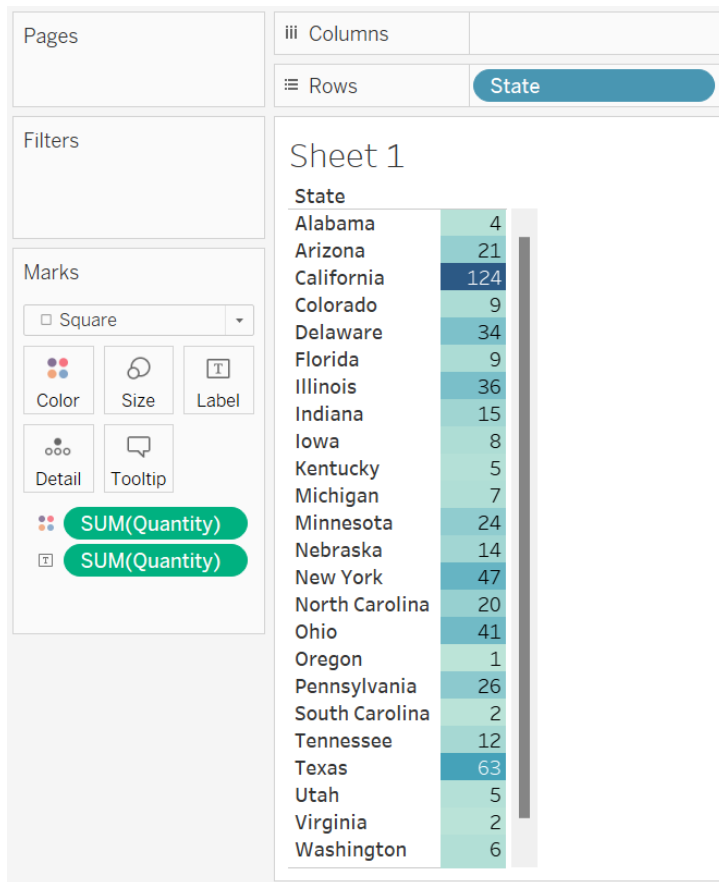 Pages
Columns
Rows State
Filters
Sheet 1
State
Alabama 4
Arizona 21
California 124
Colorado 9
Delaware 34
Florida 9
Illinois 36
Indiana 15
Iowa 8
Kentucky 5
Michigan 7
Minnesota 24
Nebraska 14
New York 47
North Carolina 20
Ohio 41
Oregon 1
Pennsylvania 26
South Carolina 2
Tennessee 12
Texas 63
Utah 5
Virginia 2
Washington 6
Marks
Square
Color Size T Label
Detail Tooltip
SUM(Quantity)
T SUM(Quantity)